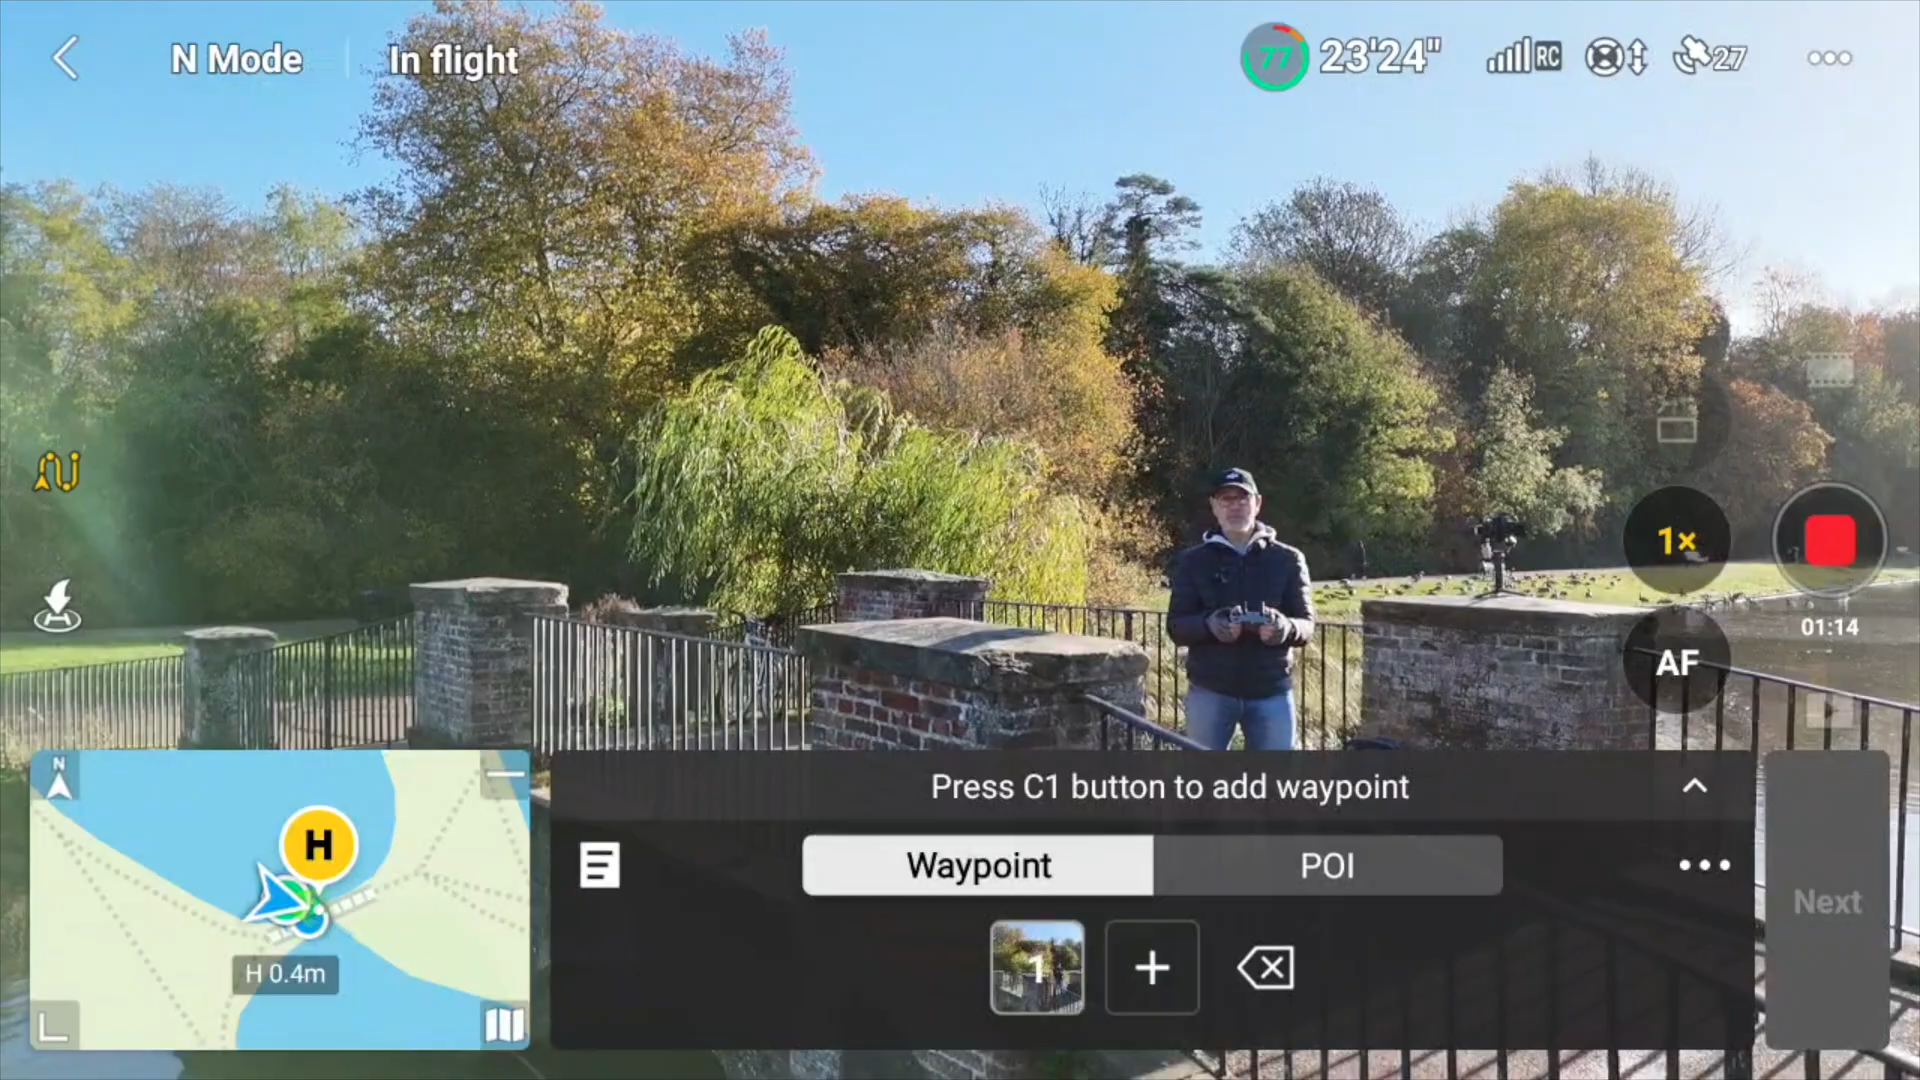 N Mode
In flight
77
23'24"
RC
27
1×
01:14
AF
N
H
H 0.4m
Press C1 button to add waypoint
Waypoint
POI
1
Next